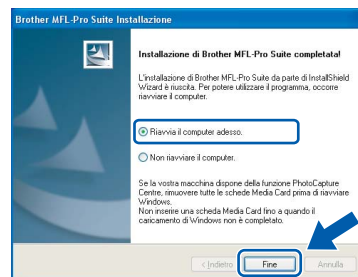 Brother MFL-Pro Suite Installazione
Installazione di Brother MFL-Pro Suite completata!
L'installazione di Brother MFL-Pro Suite da parte di InstallShield
Wizard è riuscita. Per potere utilizzare il programma, occorre
riavviare il computer.
Riavvia il computer adesso.
Non riavviare il computer.
Se la vostra macchina dispone della funzione PhotoCapture
Centre, rimuovere tutte le schede Media Card prima di riavviare
Windows.
Non inserire una scheda Media Card fino a quando il
caricamento di Windows non è completato.
< Indietro
Fine
Annulla